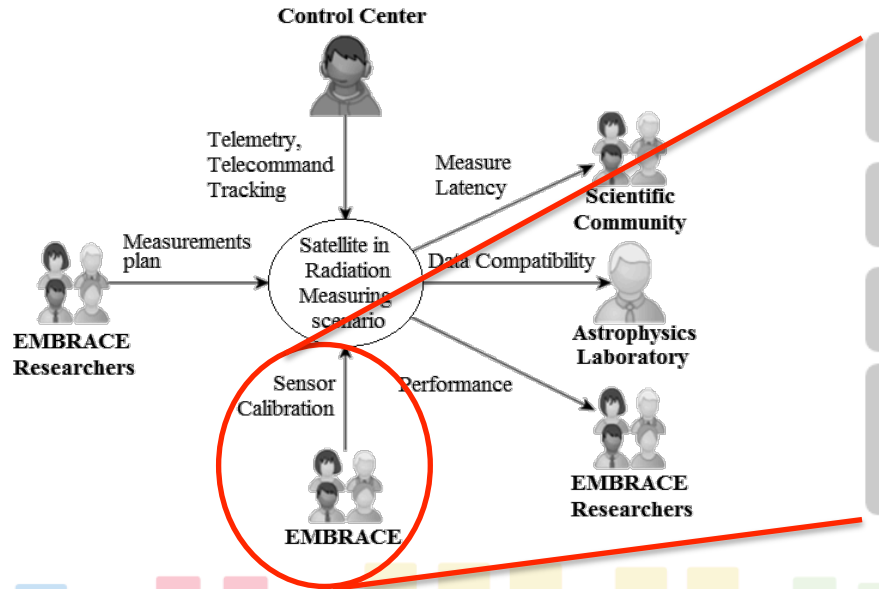 Control Center
Telemetry,
Telecommand
Tracking
Measure
Latency
Scientific
Community
Measurements
plan
Satellite in
Radiation
Measuring
scenario
Data Compatibility
EMBRACE
Researchers
Astrophysics
Laboratory
Sensor
Calibration
Performance
EMBRACE
EMBRACE
Researchers